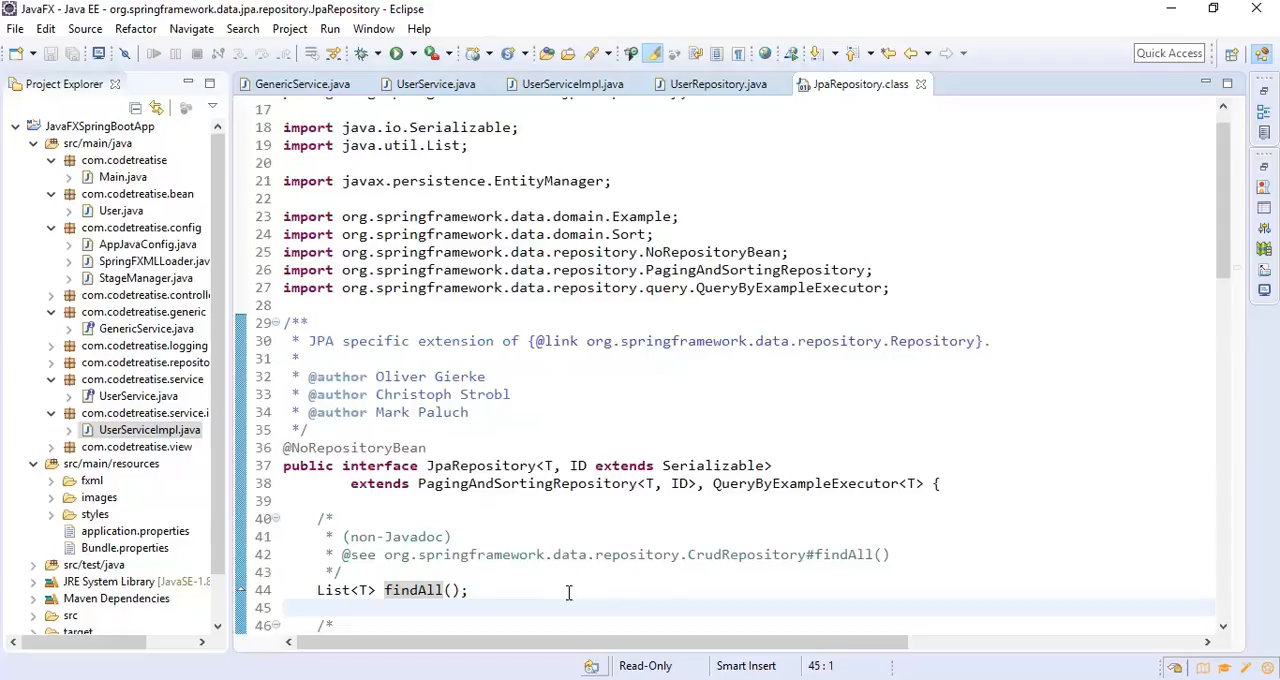 JavaFX - Java EE - org.springframework.data.jpa.repository.JpaRepository - Eclipse
File Edit Source Refactor Navigate Search Project Run Window Help
Quick Access
Project Explorer
GenericService.java UserService.java UserServiceImpl.java UserRepository.java JpaRepository.class
JavaFXSpringBootApp
src/main/java
com.codetreatise
Main.java
com.codetreatise.bean
User.java
com.codetreatise.config
AppJavaConfig.java
SpringFXMLLoader.jav
StageManager.java
com.codetreatise.controlle
com.codetreatise.generic
GenericService.java
com.codetreatise.logging
com.codetreatise.reposito
com.codetreatise.service
UserService.java
com.codetreatise.service.i
UserServiceImpl.java
com.codetreatise.view
src/main/resources
fxml
images
styles
application.properties
Bundle.properties
src/test/java
JRE System Library [JavaSE-1.8
Maven Dependencies
src
target
17
18 import java.io.Serializable;
19 import java.util.List;
20
21 import javax.persistence.EntityManager;
22
23 import org.springframework.data.domain.Example;
24 import org.springframework.data.domain.Sort;
25 import org.springframework.data.repository.NoRepositoryBean;
26 import org.springframework.data.repository.PagingAndSortingRepository;
27 import org.springframework.data.repository.query.QueryByExampleExecutor;
28
29 /**
30 * JPA specific extension of {@link org.springframework.data.repository.Repository}.
31 *
32 * @author Oliver Gierke
33 * @author Christoph Strobl
34 * @author Mark Paluch
35 */
36 @NoRepositoryBean
37 public interface JpaRepository<T, ID extends Serializable>
38 extends PagingAndSortingRepository<T, ID>, QueryByExampleExecutor<T> {
39
40 /*
41 * (non-Javadoc)
42 * @see org.springframework.data.repository.CrudRepository#findAll()
43 */
44 List<T> findAll();
45
46 /*
Read-Only Smart Insert 45 : 1